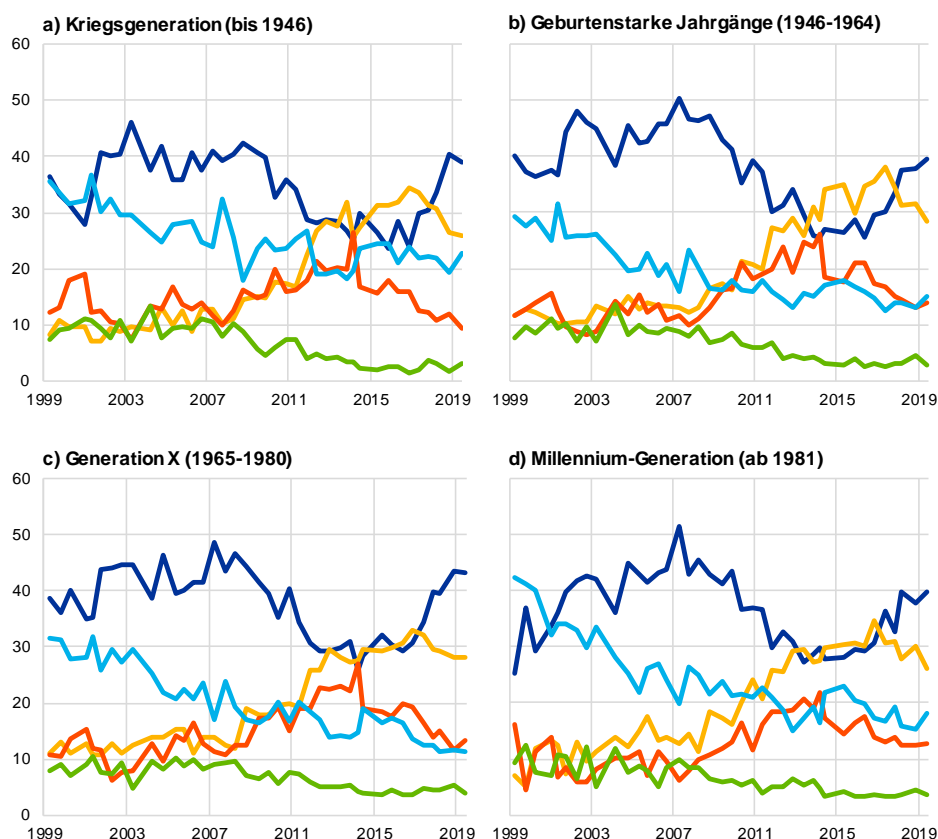 a) Kriegsgeneration (bis 1946)
b) Geburtenstarke Jahrgänge (1946-1964)
60
50
40
30
20
10
0
1999 2003 2007 2011 2015 2019
1999 2003 2007 2011 2015 2019
c) Generation X (1965-1980)
d) Millennium-Generation (ab 1981)
60
50
40
30
20
10
0
1999 2003 2007 2011 2015 2019
1999 2003 2007 2011 2015 2019